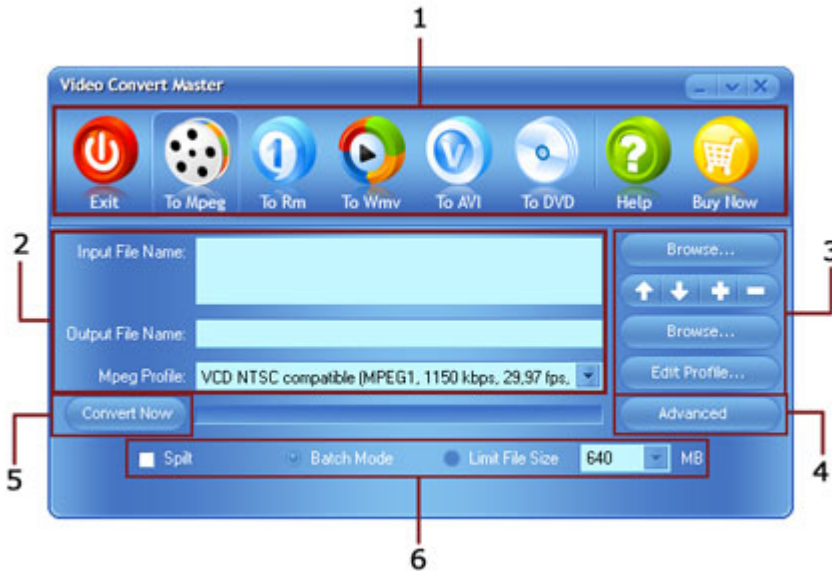 1
Video Convert Master
Exit To Mpeg To Rm To Wmv To AVI To DVD Help Buy Now
2
Input File Name:
Browse...
3
Output File Name:
Browse...
Mpeg Profile: VCD NTSC compatible (MPEG1, 1150 kbps, 29,97 fps,
Edit Profile...
Convert Now
Advanced
5
Spilt Batch Mode Limit File Size 640 MB
4
6